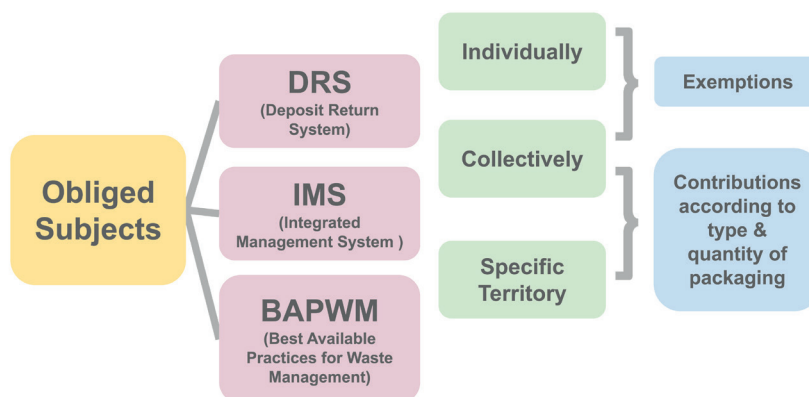 Obliged
Subjects
DRS
(Deposit Return
System)
IMS
(Integrated
Management System )
BAPWM
(Best Available
Practices for Waste
Management)
Individually
Collectively
Specific
Territory
Exemptions
Contributions
according to
type &
quantity of
packaging